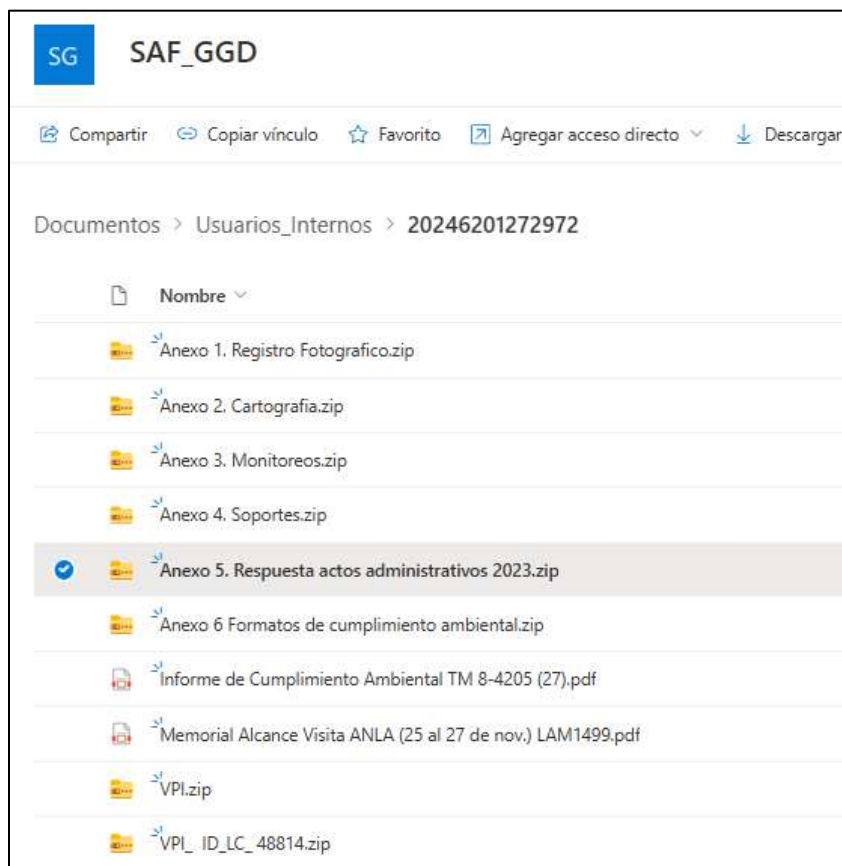 SG SAF_GGD
Compartir Copiar vínculo Favorito Agregar acceso directo Descargar
Documentos > Usuarios_Internos > 20246201272972
Nombre
Anexo 1. Registro Fotografico.zip
Anexo 2. Cartografia.zip
Anexo 3. Monitoreos.zip
Anexo 4. Soportes.zip
Anexo 5. Respuesta actos administrativos 2023.zip
Anexo 6 Formatos de cumplimiento ambiental.zip
Informe de Cumplimiento Ambiental TM 8-4205 (27).pdf
Memorial Alcance Visita ANLA (25 al 27 de nov.) LAM1499.pdf
VPI.zip
VPI_ ID_LC_ 48814.zip